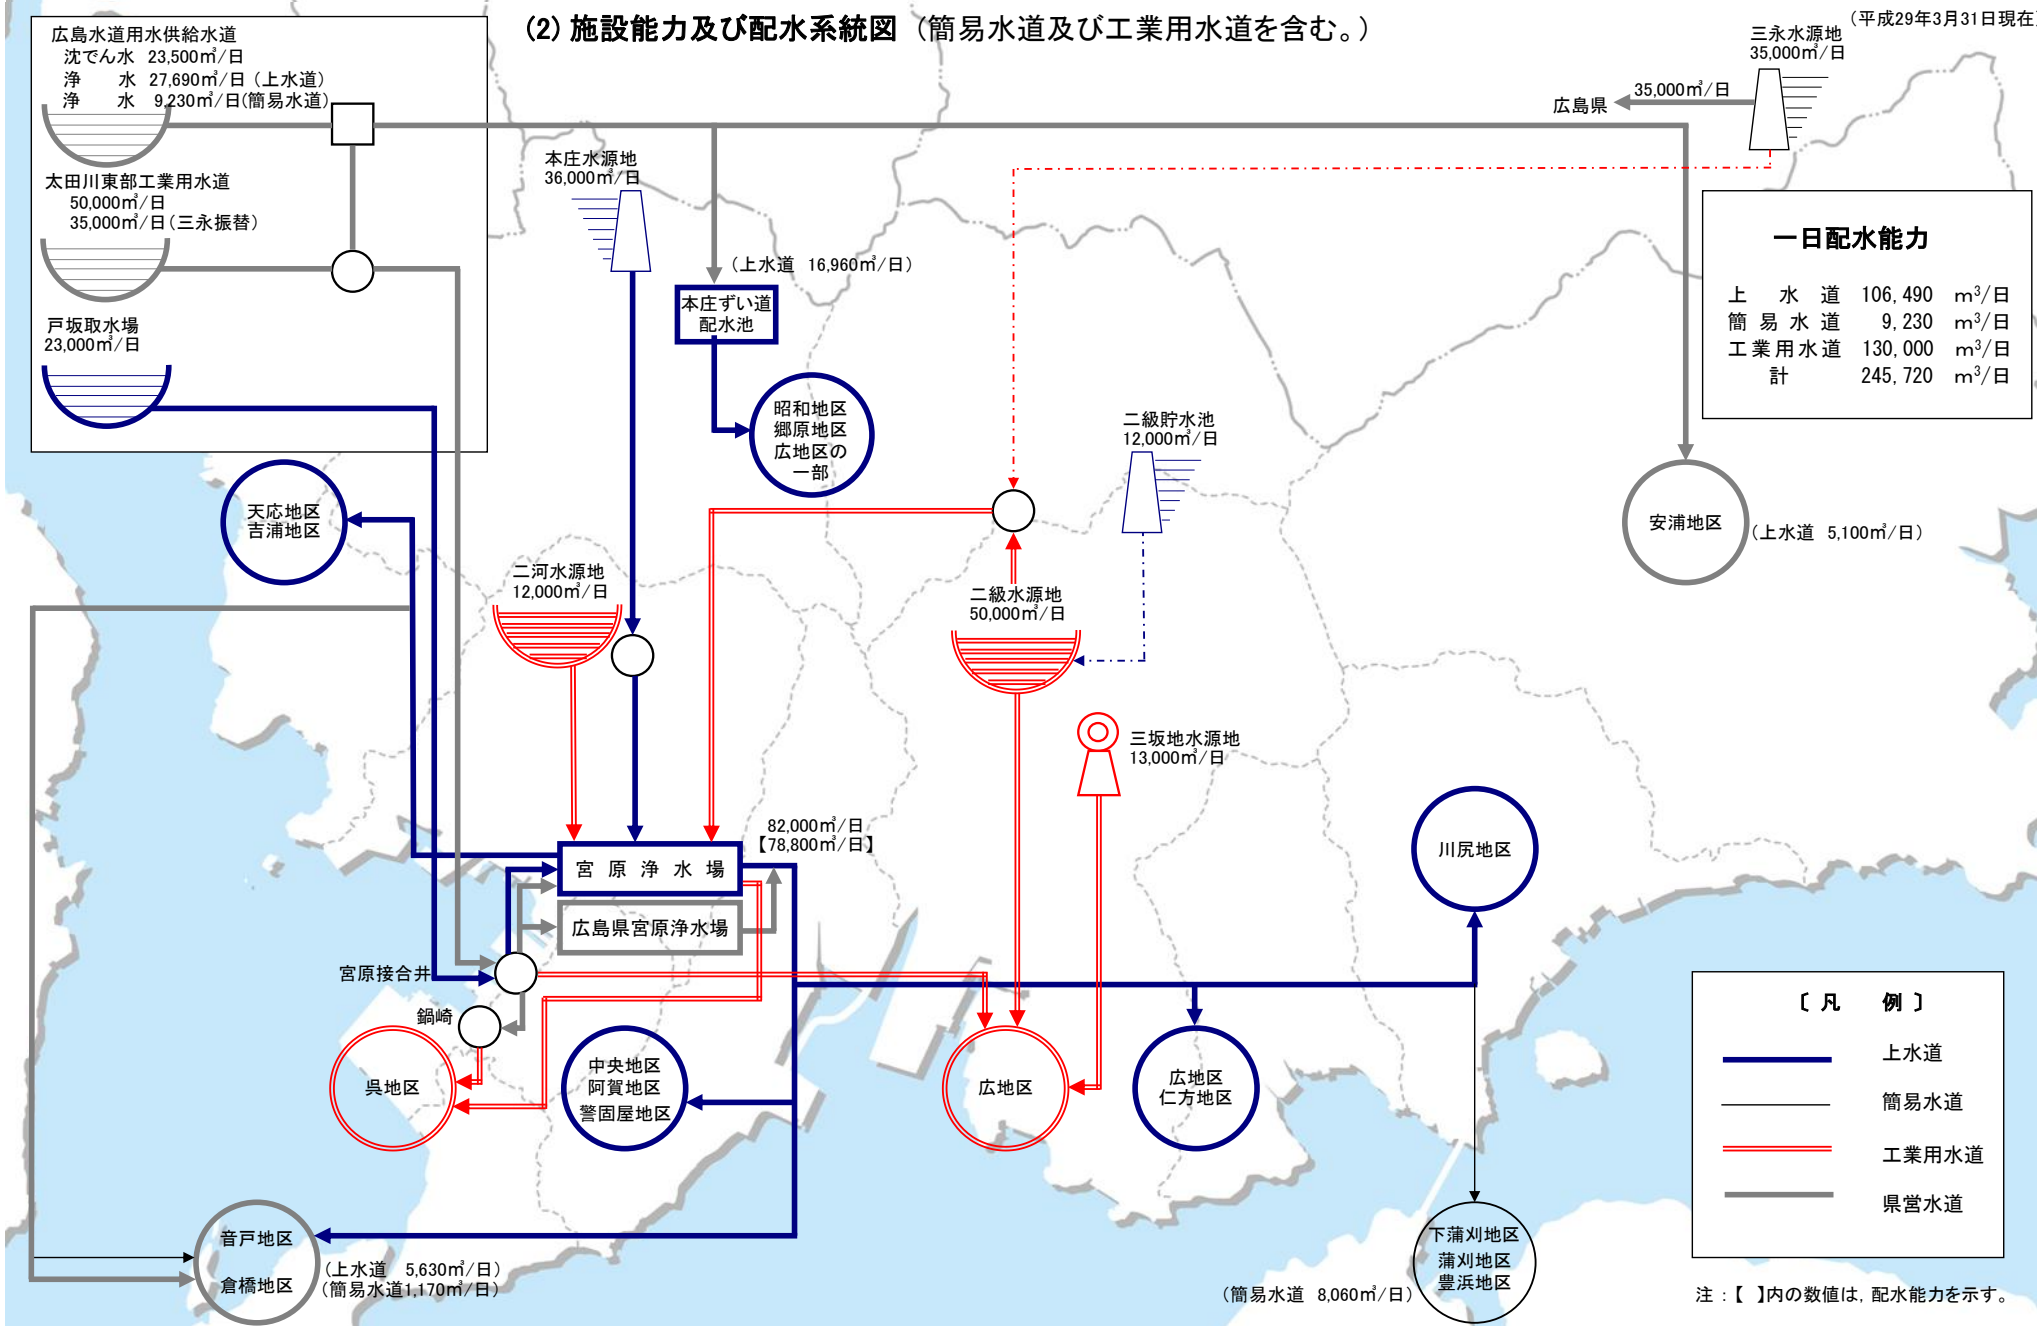 (2) 施設能力及び配水系統図 (簡易水道及び工業用水道を含む。)
(平成29年3月31日現在)
広島水道用水供給水道
沈でん水 23,500㎥/日
浄 水 27,690㎥/日 (上水道)
浄 水 9,230㎥/日(簡易水道)
太田川東部工業用水道
50,000㎥/日
35,000㎥/日(三永振替)
戸坂取水場
23,000㎥/日
三永水源地
35,000㎥/日
35,000㎥/日
広島県
本庄水源地
36,000㎥/日
(上水道 16,960㎥/日)
本庄ずい道
配水池
昭和地区
郷原地区
広地区の
一部
一日配水能力
上 水 道 106,490 m³/日
簡 易 水 道 9,230 m³/日
工業用水道 130,000 m³/日
計 245,720 m³/日
二級貯水池
12,000㎥/日
天応地区
吉浦地区
安浦地区
(上水道 5,100㎥/日)
二河水源地
12,000㎥/日
二級水源地
50,000㎥/日
三坂地水源地
13,000㎥/日
82,000㎥/日
【78,800㎥/日】
宮 原 浄 水 場
広島県宮原浄水場
川尻地区
宮原接合井
鍋崎
呉地区
中央地区
阿賀地区
警固屋地区
広地区
広地区
仁方地区
〔 凡 例 〕
上水道
簡易水道
工業用水道
県営水道
音戸地区
倉橋地区
(上水道 5,630㎥/日)
(簡易水道1,170㎥/日)
下蒲刈地区
蒲刈地区
豊浜地区
(簡易水道 8,060㎥/日)
注 : 【 】内の数値は, 配水能力を示す。